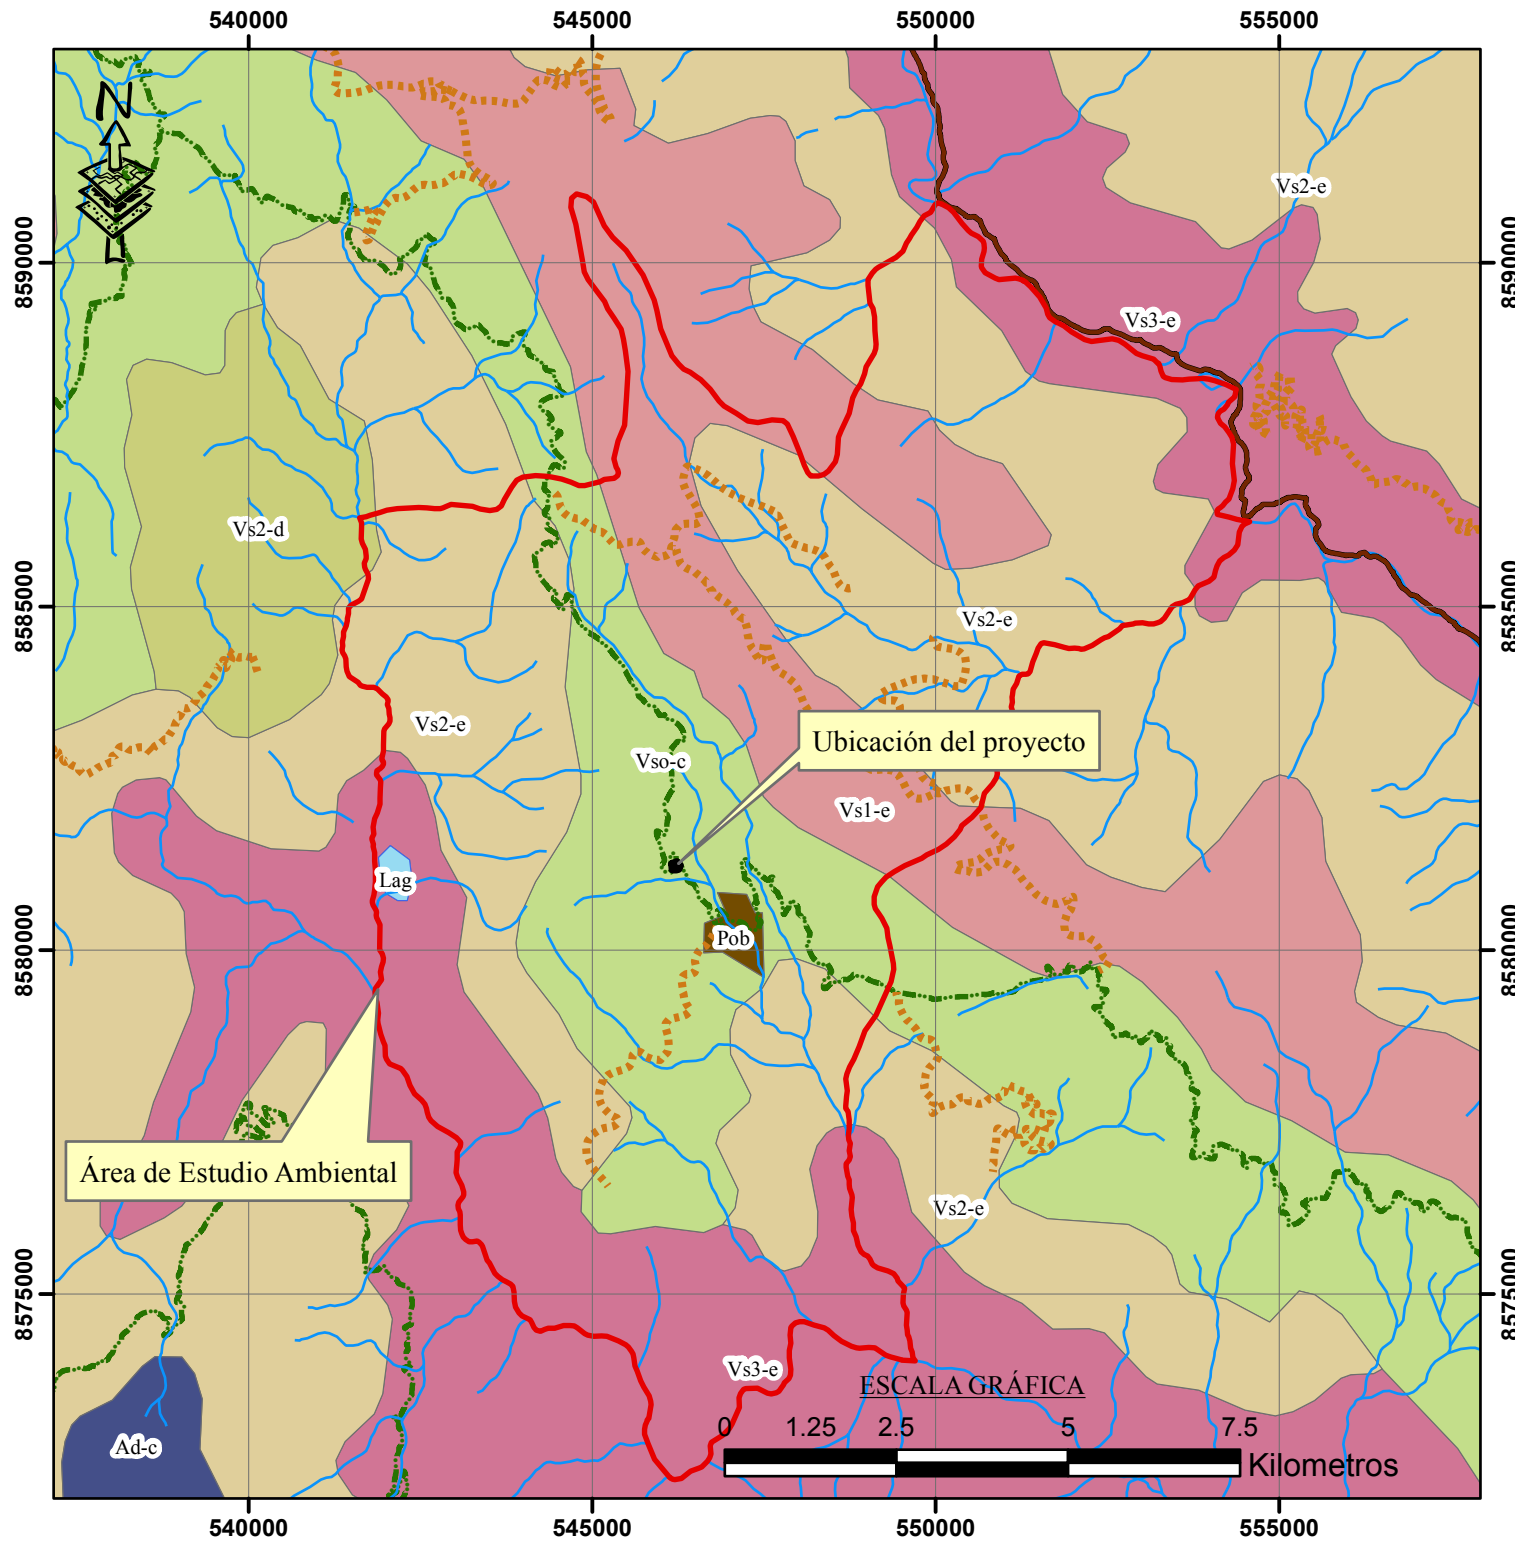 540000 545000 550000 555000
N
Vs2-e
8590000 8590000
Vs3-e
Vs2-d
8585000 8585000
Vs2-e
Vs2-e
Ubicación del proyecto
Vso-c
Vs1-e
Lag
Pob
8580000 8580000
Área de Estudio Ambiental
Vs2-e
8575000 8575000
Vs3-e
ESCALA GRÁFICA
0 1.25 2.5 5 7.5
Kilometros
Ad-c
540000 545000 550000 555000